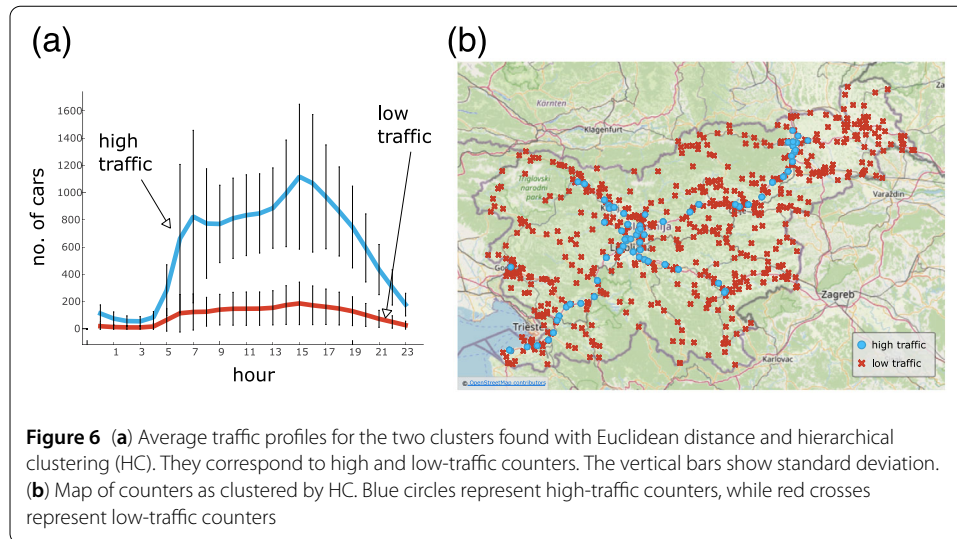 (a)
(b)
1600
1400
1200
1000
800
600
400
200
0
no. of cars
high
traffic
low
traffic
1 3 5 7 9 11 13 15 17 19 21 23
hour
Kärnten
Klagenfurt
Triglavski
narodni
park
Varaždin
Zagreb
Trieste
Karlovac
high traffic
low traffic
© OpenStreetMap contributors
Figure 6 (a) Average traffic profiles for the two clusters found with Euclidean distance and hierarchical
clustering (HC). They correspond to high and low-traffic counters. The vertical bars show standard deviation.
(b) Map of counters as clustered by HC. Blue circles represent high-traffic counters, while red crosses
represent low-traffic counters